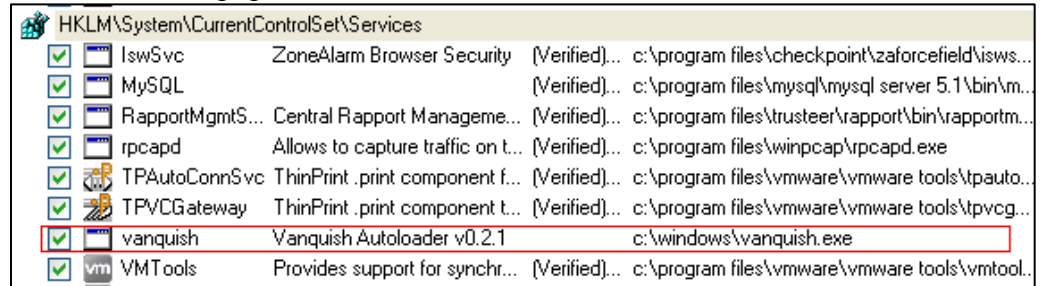 HKLM\System\CurrentControlSet\Services
IswSvc ZoneAlarm Browser Security (Verified)... c:\program files\checkpoint\zaforcefield\isws...
MySQL (Verified)... c:\program files\mysql\mysql server 5.1\bin\m...
RapportMgmtS... Central Rapport Manageme... (Verified)... c:\program files\trusteer\rapport\bin\rapportm...
rpcapd Allows to capture traffic on t... (Verified)... c:\program files\winpcap\rpcapd.exe
TPAutoConnSvc ThinPrint .print component f... (Verified)... c:\program files\vmware\vmware tools\tpauto...
TPVCGateway ThinPrint .print component t... (Verified)... c:\program files\vmware\vmware tools\tpvcg...
vanquish Vanquish Autoloader v0.2.1 c:\windows\vanquish.exe
vm VMTools Provides support for synchr... (Verified)... c:\program files\vmware\vmware tools\vmtool...